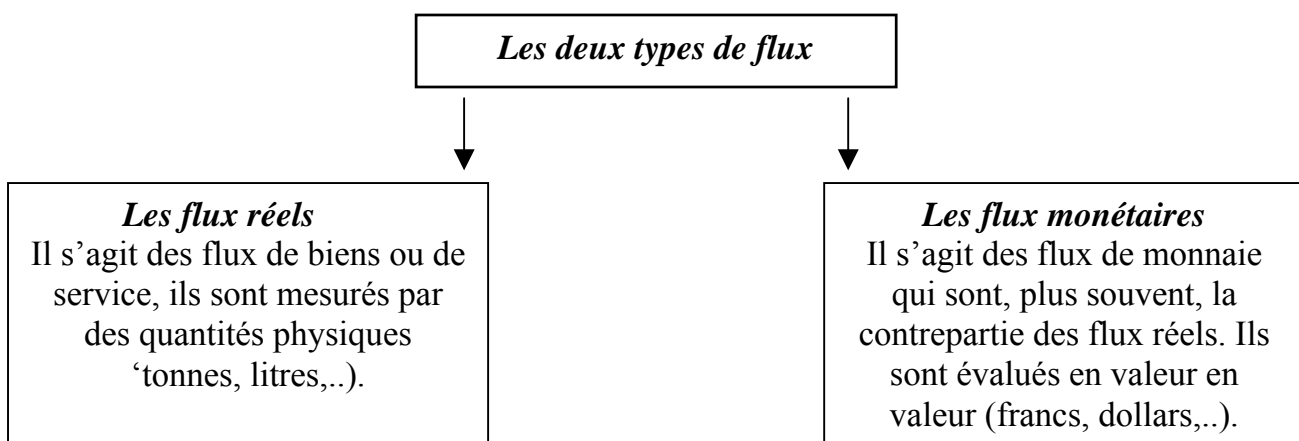 Les deux types de flux
Les flux réels
Il s’agit des flux de biens ou de
service, ils sont mesurés par
des quantités physiques
‘tonnes, litres,..).
Les flux monétaires
Il s’agit des flux de monnaie
qui sont, plus souvent, la
contrepartie des flux réels. Ils
sont évalués en valeur en
valeur (francs, dollars,..).